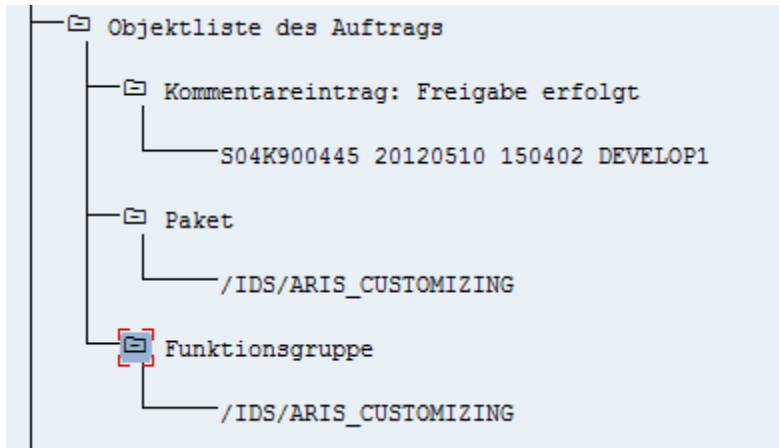 Objektliste des Auftrags
Kommentareintrag: Freigabe erfolgt
S04K900445 20120510 150402 DEVELOP1
Paket
/IDS/ARIS_CUSTOMIZING
Funktionsgruppe
/IDS/ARIS_CUSTOMIZING